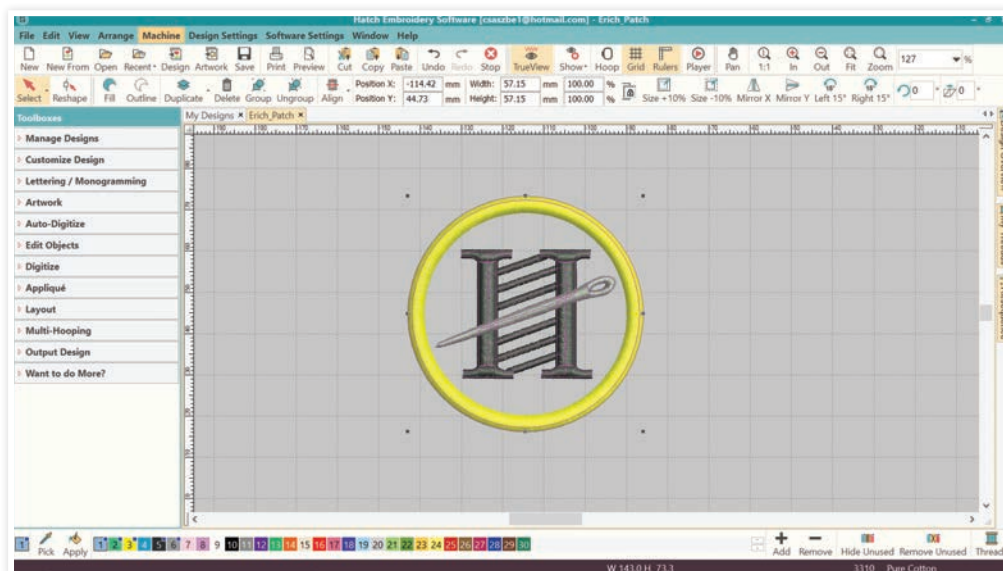 Hatch Embroidery Software [csaszbe1@hotmail.com] - Erich_Patch
File Edit View Arrange Machine Design Settings Software Settings Window Help
New New From Open Recent Design Artwork Save Print Preview Cut Copy Paste Undo Redo Stop TrueView Show Hoop Grid Rulers Player Pan 1:1 In Out Fit Zoom 127 %
Select Reshape Fill Outline Duplicate Delete Group Ungroup Align Position X: -114.42 mm Width: 57.15 mm 100.00 % Size +10% Size -10% Mirror X Mirror Y Left 15° Right 15° 0 ° 0 °
Position Y: 44.73 mm Height: 57.15 mm 100.00 %
Toolboxes
My Designs × Erich_Patch ×
Manage Designs
Customize Design
Lettering / Monogramming
Artwork
Auto-Digitize
Edit Objects
Digitize
Appliqué
Layout
Multi-Hooping
Output Design
Want to do More?
Pick Apply 1 2 3 4 5 6 7 8 9 10 11 12 13 14 15 16 17 18 19 20 21 22 23 24 25 26 27 28 29 30 Add Remove Hide Unused Remove Unused Thread
W 143.0 H 73.3 3310 Pure Cotton